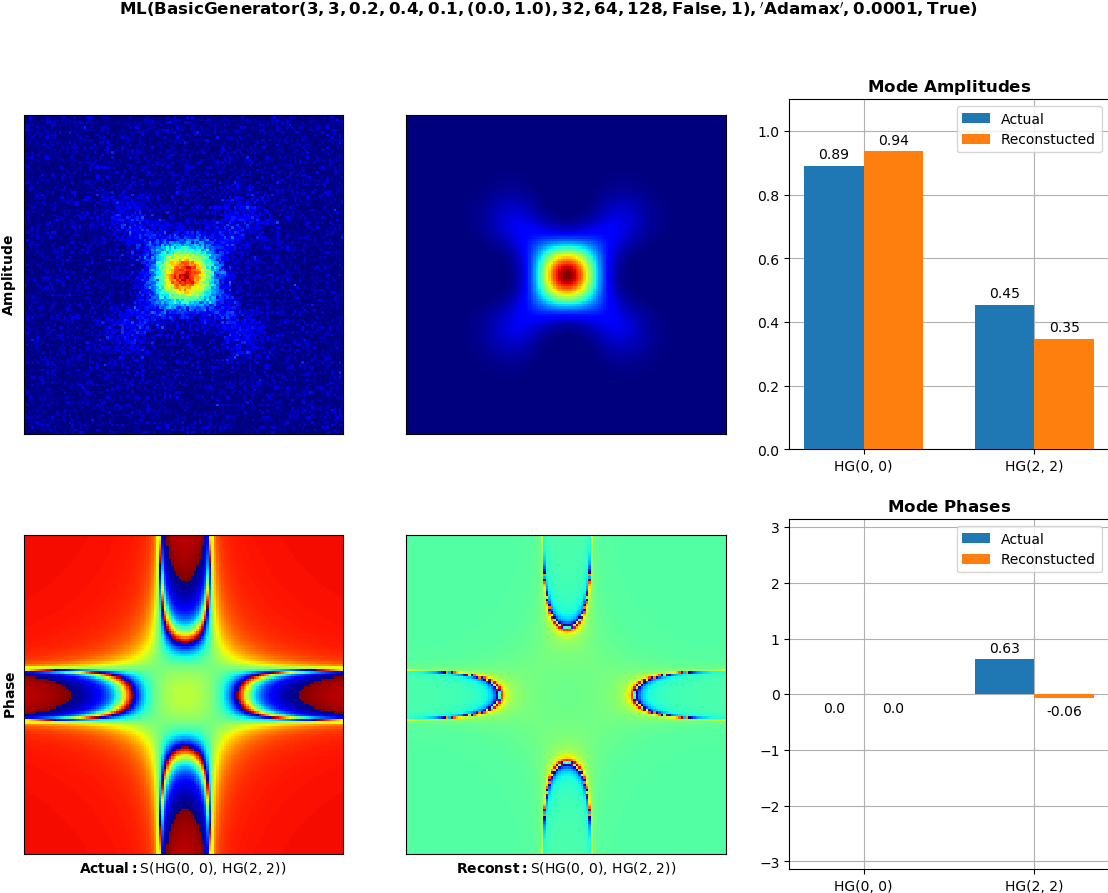 ML(BasicGenerator(3, 3, 0.2, 0.4, 0.1, (0.0, 1.0), 32, 64, 128, False, 1), ′Adamax′, 0.0001, True)
Amplitude
Mode Amplitudes
Actual
Reconstucted
1.0
0.8
0.6
0.4
0.2
0.0
0.89
0.94
0.45
0.35
HG(0, 0)
HG(2, 2)
Phase
Actual: S(HG(0, 0), HG(2, 2))
Reconst: S(HG(0, 0), HG(2, 2))
Mode Phases
Actual
Reconstucted
3
2
1
0
−1
−2
−3
0.0
0.0
0.63
-0.06
HG(0, 0)
HG(2, 2)